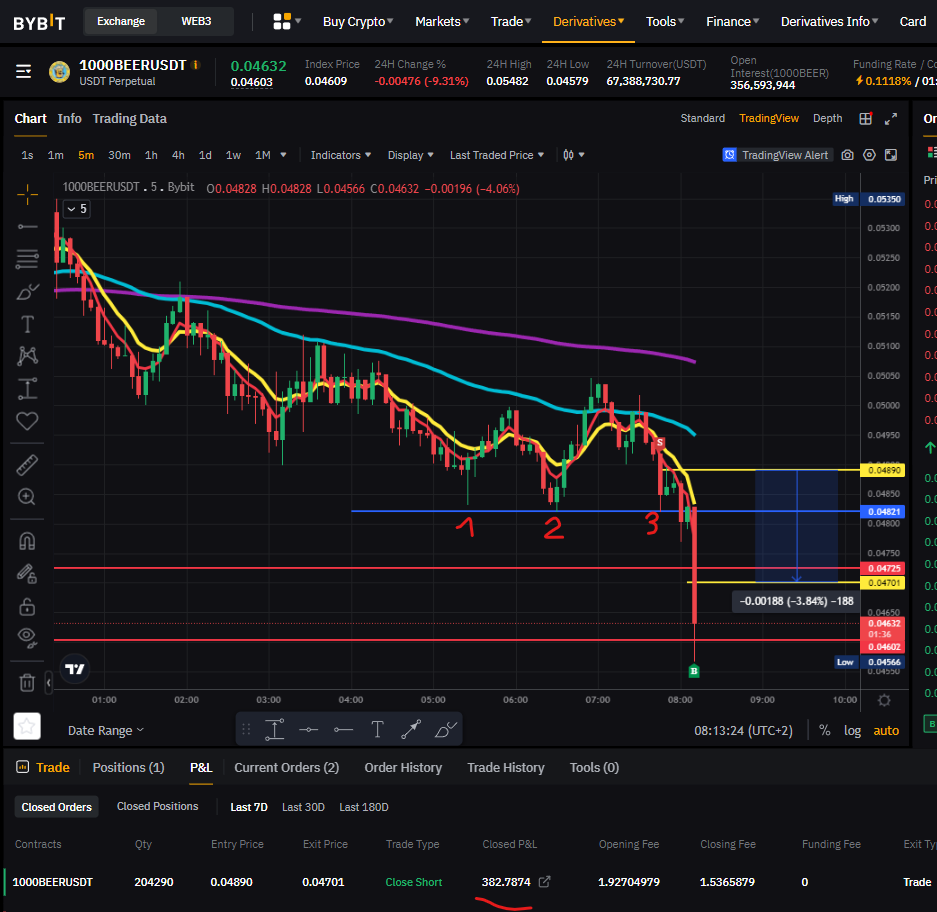 BYBIT Exchange WEB3 Buy Crypto Markets Trade Derivatives Tools Finance Derivatives Info Card
1000BEERUSDT
USDT Perpetual
0.04632
0.04603
Index Price
0.04609
24H Change %
-0.00476 (-9.31%)
24H High
0.05482
24H Low
0.04579
24H Turnover(USDT)
67,388,730.77
Open
Interest(1000BEER)
356,593,944
Funding Rate / Co
0.1118% / 01:
Chart Info Trading Data
Standard TradingView Depth
1s 1m 5m 30m 1h 4h 1d 1w 1M Indicators Display Last Traded Price
TradingView Alert
1000BEERUSDT . 5 . Bybit O0.04828 H0.04828 L0.04566 C0.04632 −0.00196 (−4.06%)
5
High 0.05350
0.05300
0.05250
0.05200
0.05150
0.05100
0.05050
0.05000
0.04950
S
0.04890
0.04850
0.04821
1 2 3
0.04800
0.04750
0.04725
0.04701
−0.00188 (−3.84%) −188
0.04650
0.04632
01:36
0.04602
Low 0.04566
0.04550
B
01:00 02:00 03:00 04:00 05:00 06:00 07:00 08:00 09:00 10:00
Date Range
08:13:24 (UTC+2) % log auto
Trade Positions (1) P&L Current Orders (2) Order History Trade History Tools (0)
Closed Orders Closed Positions Last 7D Last 30D Last 180D
Contracts Qty Entry Price Exit Price Trade Type Closed P&L Opening Fee Closing Fee Funding Fee Exit Ty
1000BEERUSDT 204290 0.04890 0.04701 Close Short 382.7874 1.92704979 1.5365879 0 Trade